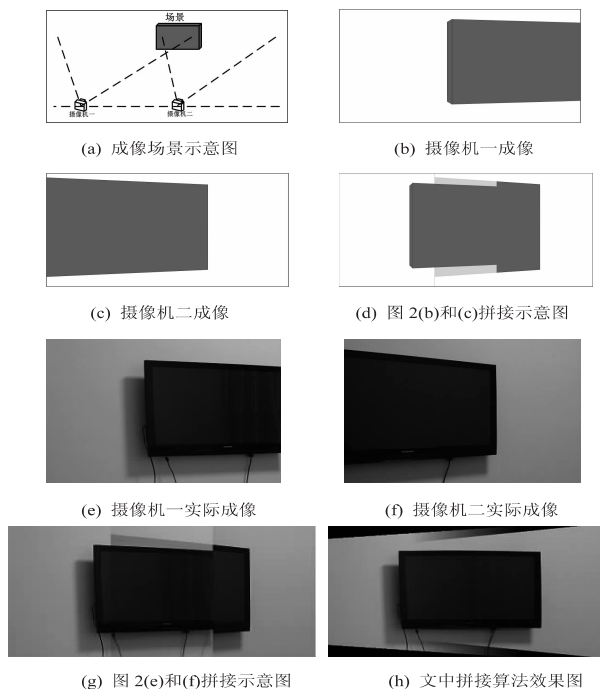 场景
摄像机一
摄像机二
(a) 成像场景示意图
(b) 摄像机一成像
(c) 摄像机二成像
(d) 图 2(b)和(c)拼接示意图
(e) 摄像机一实际成像
(f) 摄像机二实际成像
(g) 图 2(e)和(f)拼接示意图
(h) 文中拼接算法效果图